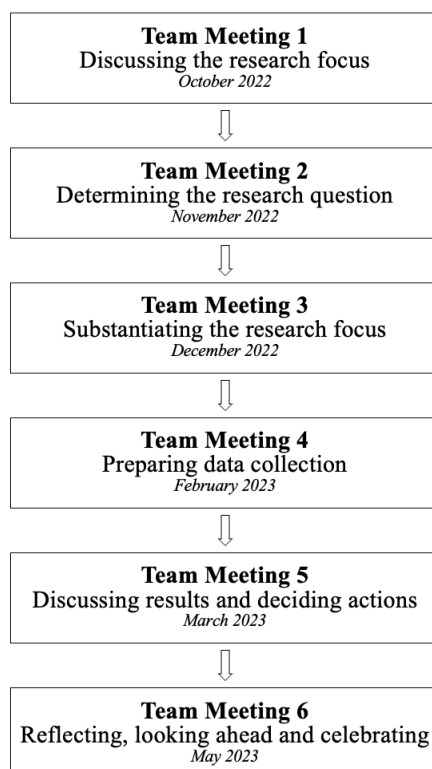 Team Meeting 1
Discussing the research focus
October 2022
Team Meeting 2
Determining the research question
November 2022
Team Meeting 3
Substantiating the research focus
December 2022
Team Meeting 4
Preparing data collection
February 2023
Team Meeting 5
Discussing results and deciding actions
March 2023
Team Meeting 6
Reflecting, looking ahead and celebrating
May 2023